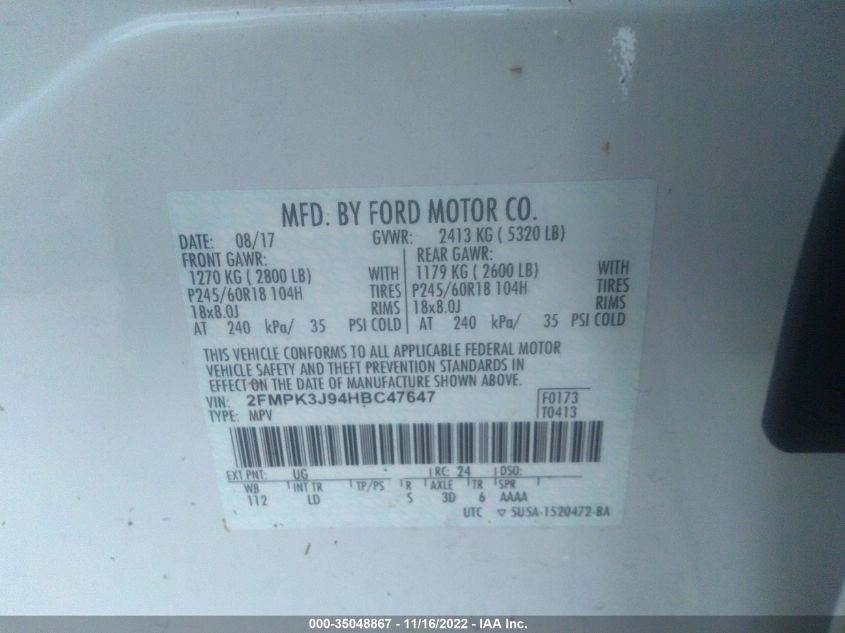 MFD. BY FORD MOTOR CO.
DATE: 08/17 GVWR: 2413 KG ( 5320 LB)
FRONT GAWR: REAR GAWR:
1270 KG ( 2800 LB) WITH 1179 KG ( 2600 LB) WITH
P245/60R18 104H TIRES P245/60R18 104H TIRES
18x8.0J RIMS 18x8.0J RIMS
AT 240 kPa/ 35 PSI COLD AT 240 kPa/ 35 PSI COLD
THIS VEHICLE CONFORMS TO ALL APPLICABLE FEDERAL MOTOR
VEHICLE SAFETY AND THEFT PREVENTION STANDARDS IN
EFFECT ON THE DATE OF MANUFACTURE SHOWN ABOVE.
VIN: 2FMPK3J94HBC47647 F0173
TYPE: MPV T0413
EXT PNT: UG RC: 24 DSO:
WB INT TR TP/PS R AXLE TR SPR
112 LD S 3D 6 AAAA
UTC ▽ 5U5A-1520472-BA
000-35048867 - 11/16/2022 - IAA Inc.